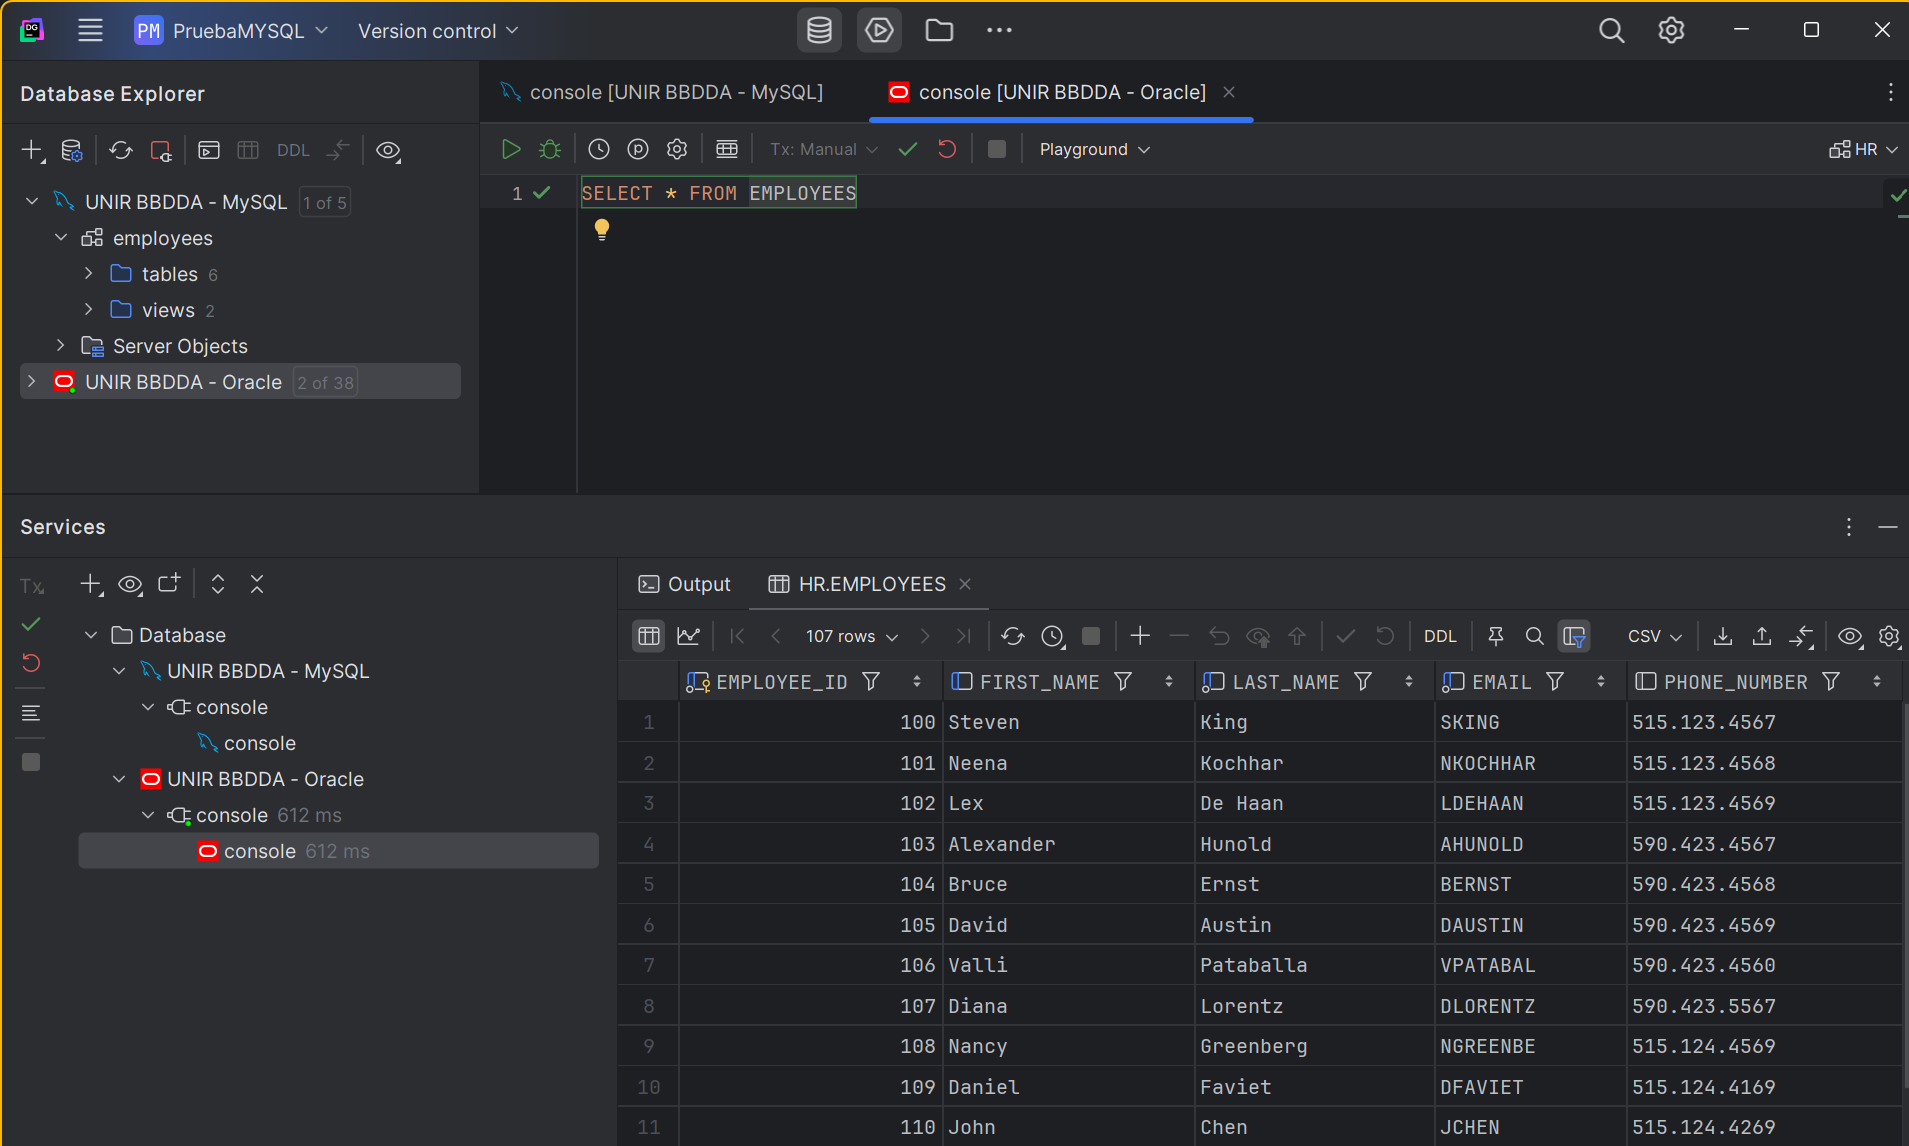 DG PM PruebaMYSQL Version control
Database Explorer
console [UNIR BBDDA - MySQL] console [UNIR BBDDA - Oracle]
DDL
Tx: Manual Playground HR
UNIR BBDDA - MySQL 1 of 5
employees
tables 6
views 2
Server Objects
UNIR BBDDA - Oracle 2 of 38
1 SELECT * FROM EMPLOYEES
Services
Tx
Database
UNIR BBDDA - MySQL
console
console
UNIR BBDDA - Oracle
console 612 ms
console 612 ms
Output HR.EMPLOYEES
107 rows DDL CSV
EMPLOYEE_ID FIRST_NAME LAST_NAME EMAIL PHONE_NUMBER
1 100 Steven King SKING 515.123.4567
2 101 Neena Kochhar NKOCHHAR 515.123.4568
3 102 Lex De Haan LDEHAAN 515.123.4569
4 103 Alexander Hunold AHUNOLD 590.423.4567
5 104 Bruce Ernst BERNST 590.423.4568
6 105 David Austin DAUSTIN 590.423.4569
7 106 Valli Pataballa VPATABAL 590.423.4560
8 107 Diana Lorentz DLORENTZ 590.423.5567
9 108 Nancy Greenberg NGREENBE 515.124.4569
10 109 Daniel Faviet DFAVIET 515.124.4169
11 110 John Chen JCHEN 515.124.4269